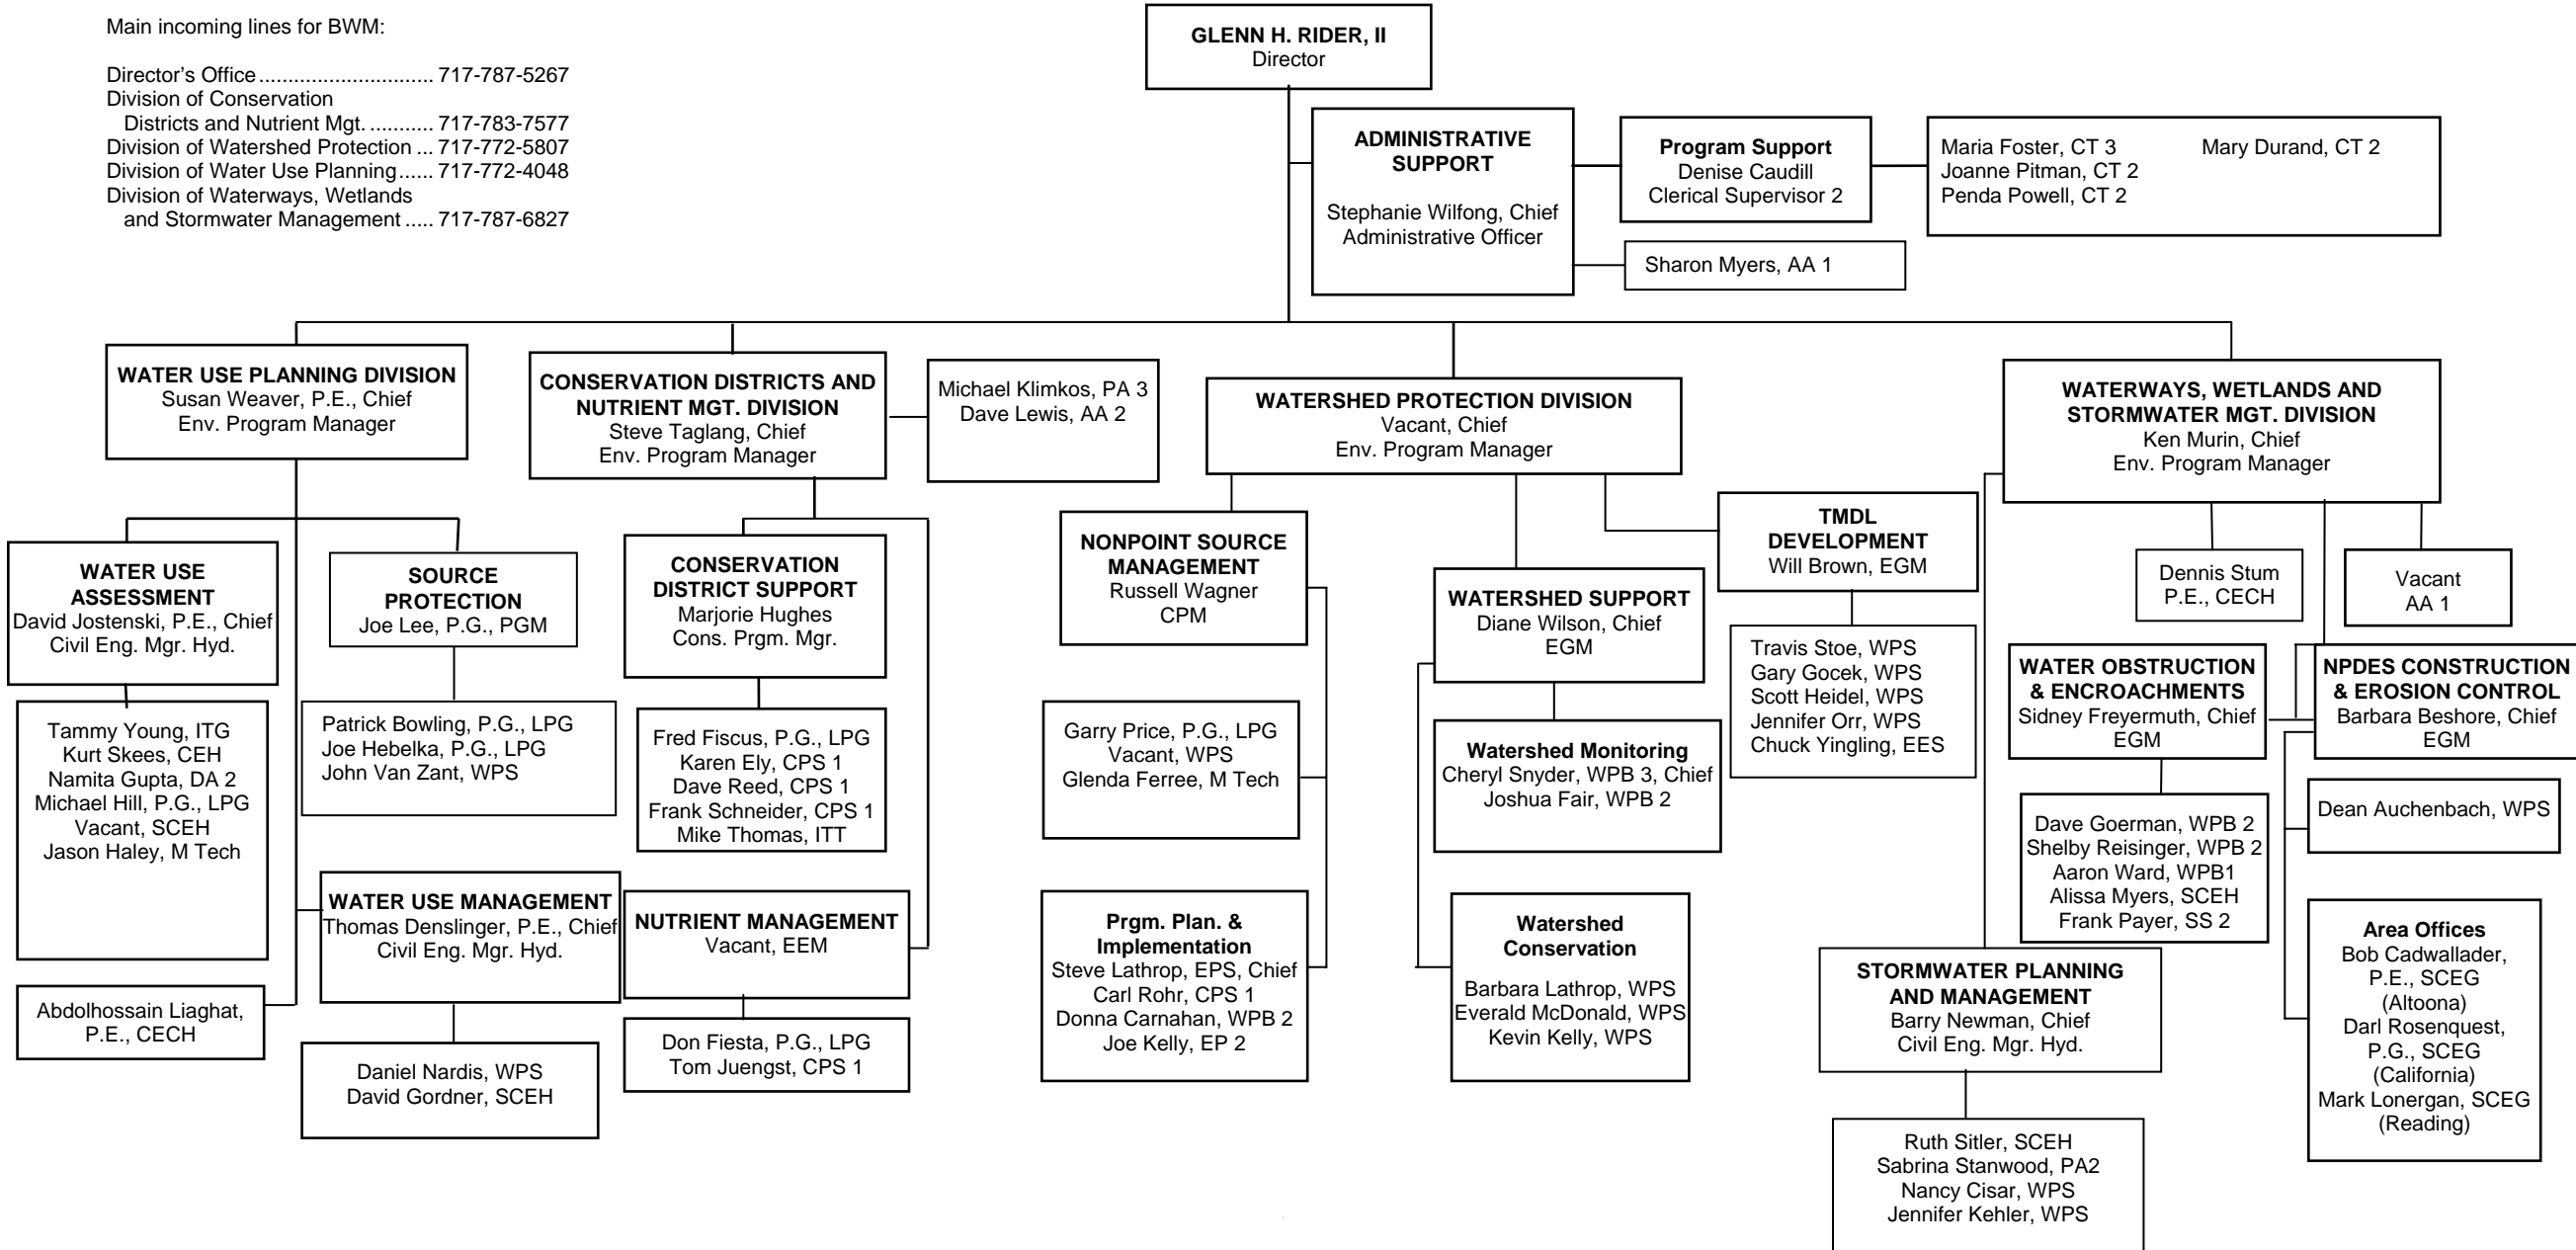 Main incoming lines for BWM:
Director's Office .............................. 717-787-5267
Division of Conservation
Districts and Nutrient Mgt. ........... 717-783-7577
Division of Watershed Protection ... 717-772-5807
Division of Water Use Planning...... 717-772-4048
Division of Waterways, Wetlands
and Stormwater Management ..... 717-787-6827
GLENN H. RIDER, II
Director
ADMINISTRATIVE
SUPPORT
Stephanie Wilfong, Chief
Administrative Officer
Program Support
Denise Caudill
Clerical Supervisor 2
Maria Foster, CT 3
Mary Durand, CT 2
Joanne Pitman, CT 2
Penda Powell, CT 2
Sharon Myers, AA 1
WATER USE PLANNING DIVISION
Susan Weaver, P.E., Chief
Env. Program Manager
WATER USE
ASSESSMENT
David Jostenski, P.E., Chief
Civil Eng. Mgr. Hyd.
Tammy Young, ITG
Kurt Skees, CEH
Namita Gupta, DA 2
Michael Hill, P.G., LPG
Vacant, SCEH
Jason Haley, M Tech
SOURCE
PROTECTION
Joe Lee, P.G., PGM
Patrick Bowling, P.G., LPG
Joe Hebelka, P.G., LPG
John Van Zant, WPS
WATER USE MANAGEMENT
Thomas Denslinger, P.E., Chief
Civil Eng. Mgr. Hyd.
Daniel Nardis, WPS
David Gordner, SCEH
Abdolhossain Liaghat,
P.E., CECH
CONSERVATION DISTRICTS AND
NUTRIENT MGT. DIVISION
Steve Taglang, Chief
Env. Program Manager
Michael Klimkos, PA 3
Dave Lewis, AA 2
CONSERVATION
DISTRICT SUPPORT
Marjorie Hughes
Cons. Prgm. Mgr.
Fred Fiscus, P.G., LPG
Karen Ely, CPS 1
Dave Reed, CPS 1
Frank Schneider, CPS 1
Mike Thomas, ITT
NUTRIENT MANAGEMENT
Vacant, EEM
Don Fiesta, P.G., LPG
Tom Juengst, CPS 1
WATERSHED PROTECTION DIVISION
Vacant, Chief
Env. Program Manager
NONPOINT SOURCE
MANAGEMENT
Russell Wagner
CPM
Garry Price, P.G., LPG
Vacant, WPS
Glenda Ferree, M Tech
Prgm. Plan. &
Implementation
Steve Lathrop, EPS, Chief
Carl Rohr, CPS 1
Donna Carnahan, WPB 2
Joe Kelly, EP 2
WATERSHED SUPPORT
Diane Wilson, Chief
EGM
Watershed Monitoring
Cheryl Snyder, WPB 3, Chief
Joshua Fair, WPB 2
Watershed
Conservation
Barbara Lathrop, WPS
Everald McDonald, WPS
Kevin Kelly, WPS
TMDL
DEVELOPMENT
Will Brown, EGM
Travis Stoe, WPS
Gary Gocek, WPS
Scott Heidel, WPS
Jennifer Orr, WPS
Chuck Yingling, EES
WATERWAYS, WETLANDS AND
STORMWATER MGT. DIVISION
Ken Murin, Chief
Env. Program Manager
Dennis Stum
P.E., CECH
Vacant
AA 1
WATER OBSTRUCTION
& ENCROACHMENTS
Sidney Freyermuth, Chief
EGM
Dave Goerman, WPB 2
Shelby Reisinger, WPB 2
Aaron Ward, WPB1
Alissa Myers, SCEH
Frank Payer, SS 2
NPDES CONSTRUCTION
& EROSION CONTROL
Barbara Beshore, Chief
EGM
Dean Auchenbach, WPS
Area Offices
Bob Cadwallader,
P.E., SCEG
(Altoona)
Darl Rosenquest,
P.G., SCEG
(California)
Mark Lonergan, SCEG
(Reading)
STORMWATER PLANNING
AND MANAGEMENT
Barry Newman, Chief
Civil Eng. Mgr. Hyd.
Ruth Sitler, SCEH
Sabrina Stanwood, PA2
Nancy Cisar, WPS
Jennifer Kehler, WPS